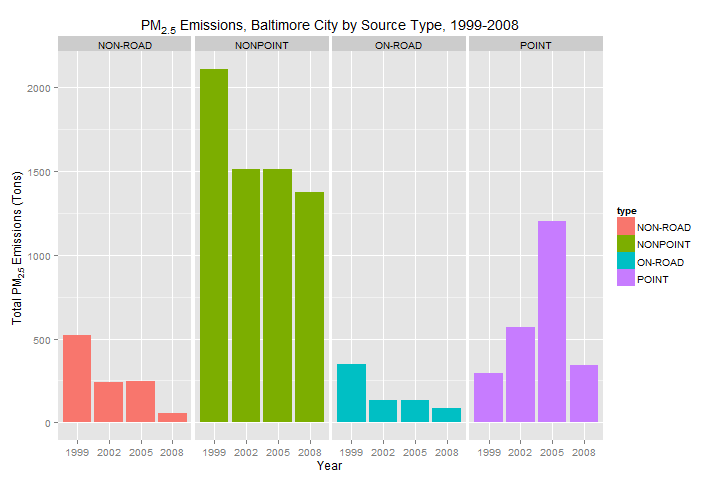 PM2.5 Emissions, Baltimore City by Source Type, 1999-2008
NON-ROAD NONPOINT ON-ROAD POINT
2000
1500
1000
500
0
Total PM2.5 Emissions (Tons)
1999 2002 2005 2008 1999 2002 2005 2008 1999 2002 2005 2008 1999 2002 2005 2008
Year
type
NON-ROAD
NONPOINT
ON-ROAD
POINT